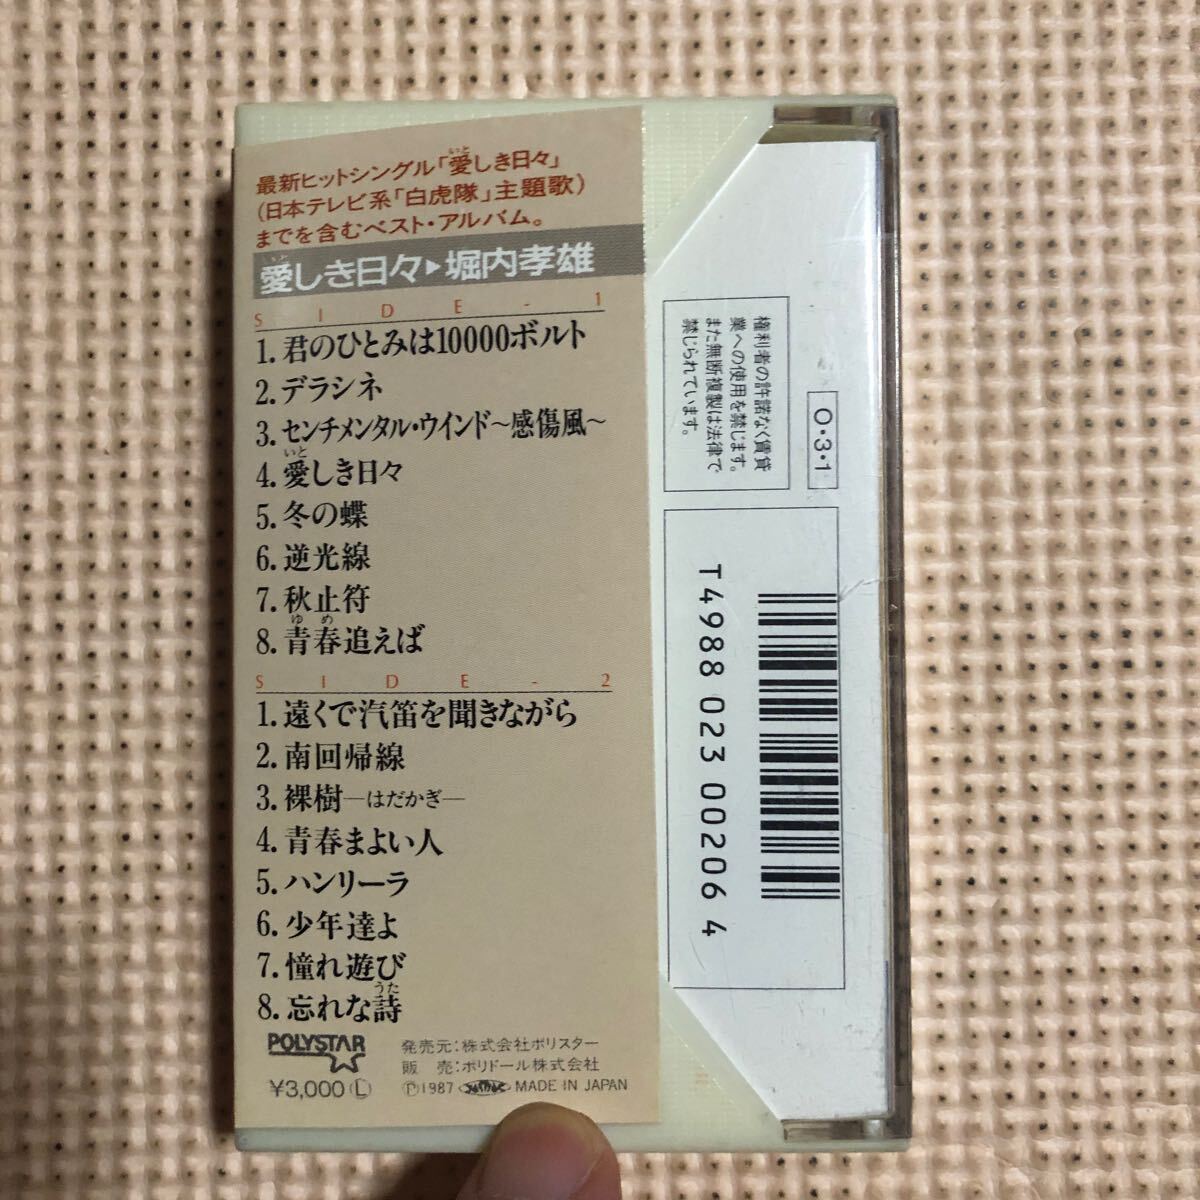 最新ヒットシングル「愛しき日々」
(日本テレビ系「白虎隊」主題歌)
までを含むベスト・アルバム。
愛しき日々▶堀内孝雄
SIDE-1
1.君のひとみは10000ボルト
2.デラシネ
3.センチメンタル・ウインド〜感傷風〜
いと
4.愛しき日々
5.冬の蝶
6.逆光線
7.秋止符
ゆめ
8.青春追えば
SIDE-2
1.遠くで汽笛を聞きながら
2.南回帰線
3.裸樹―はだかぎ―
4.青春まよい人
5.ハンリーラ
6.少年達よ
7.憧れ遊び
うた
8.忘れな詩
POLYSTAR
¥3,000 Ⓛ
発売元:株式会社ポリスター
販 売:ポリドール株式会社
Ⓟ1987 MADE IN JAPAN
権利者の許諾なく賃貸
業への使用を禁じます。
また無断複製は法律で
禁じられています。
O・3・1
T4988 023 00206 4